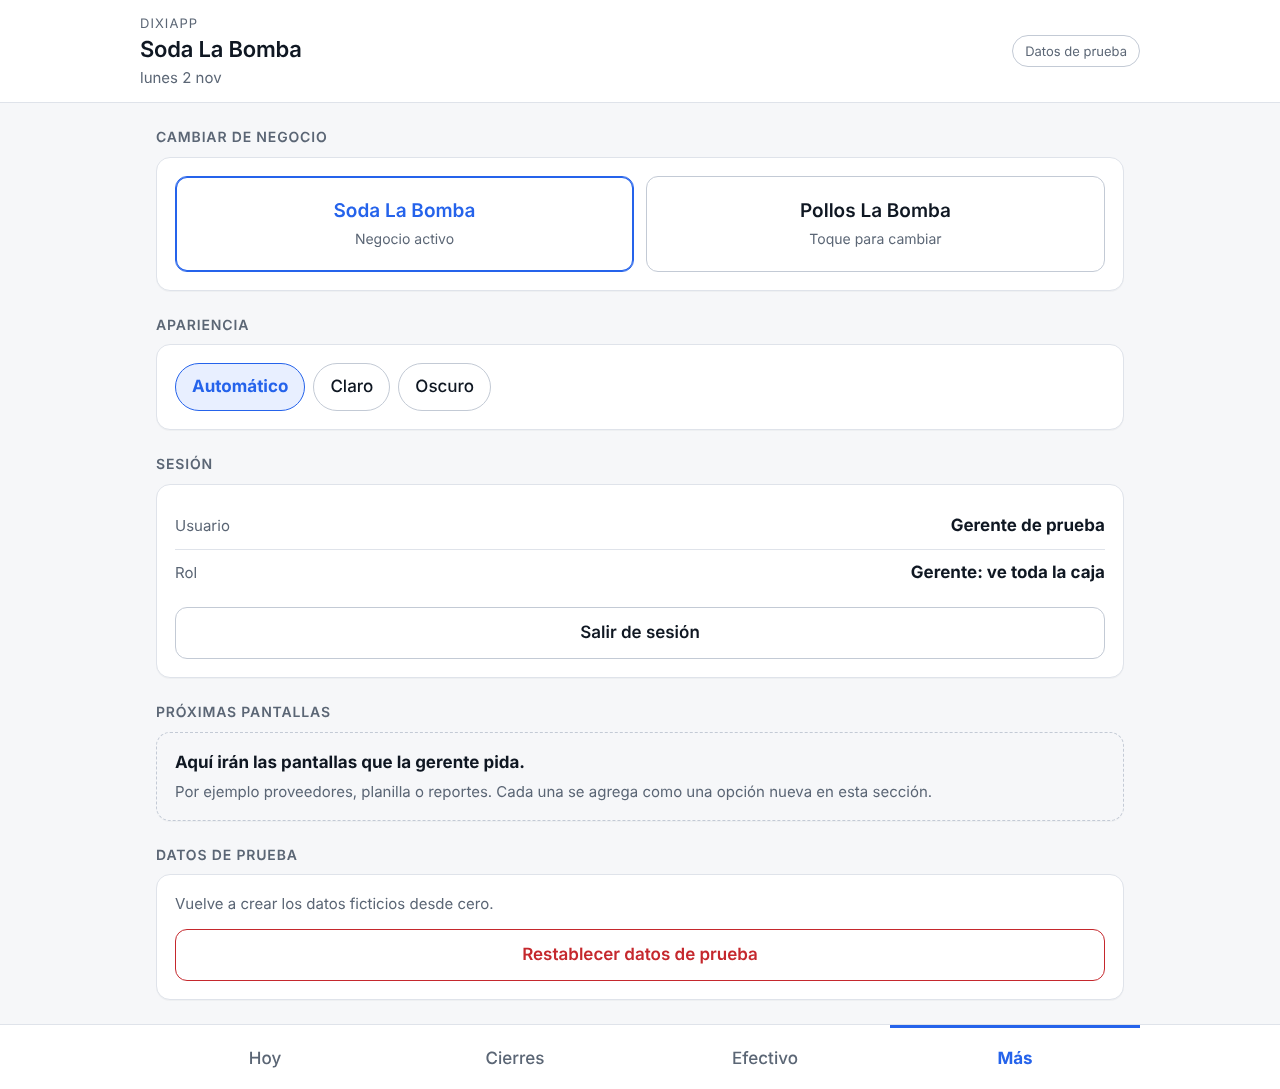 DIXIAPP
Soda La Bomba
lunes 2 nov
Datos de prueba
CAMBIAR DE NEGOCIO
Soda La Bomba
Negocio activo
Pollos La Bomba
Toque para cambiar
APARIENCIA
Automático
Claro
Oscuro
SESIÓN
Usuario
Gerente de prueba
Rol
Gerente: ve toda la caja
Salir de sesión
PRÓXIMAS PANTALLAS
Aquí irán las pantallas que la gerente pida.
Por ejemplo proveedores, planilla o reportes. Cada una se agrega como una opción nueva en esta sección.
DATOS DE PRUEBA
Vuelve a crear los datos ficticios desde cero.
Restablecer datos de prueba
Hoy
Cierres
Efectivo
Más